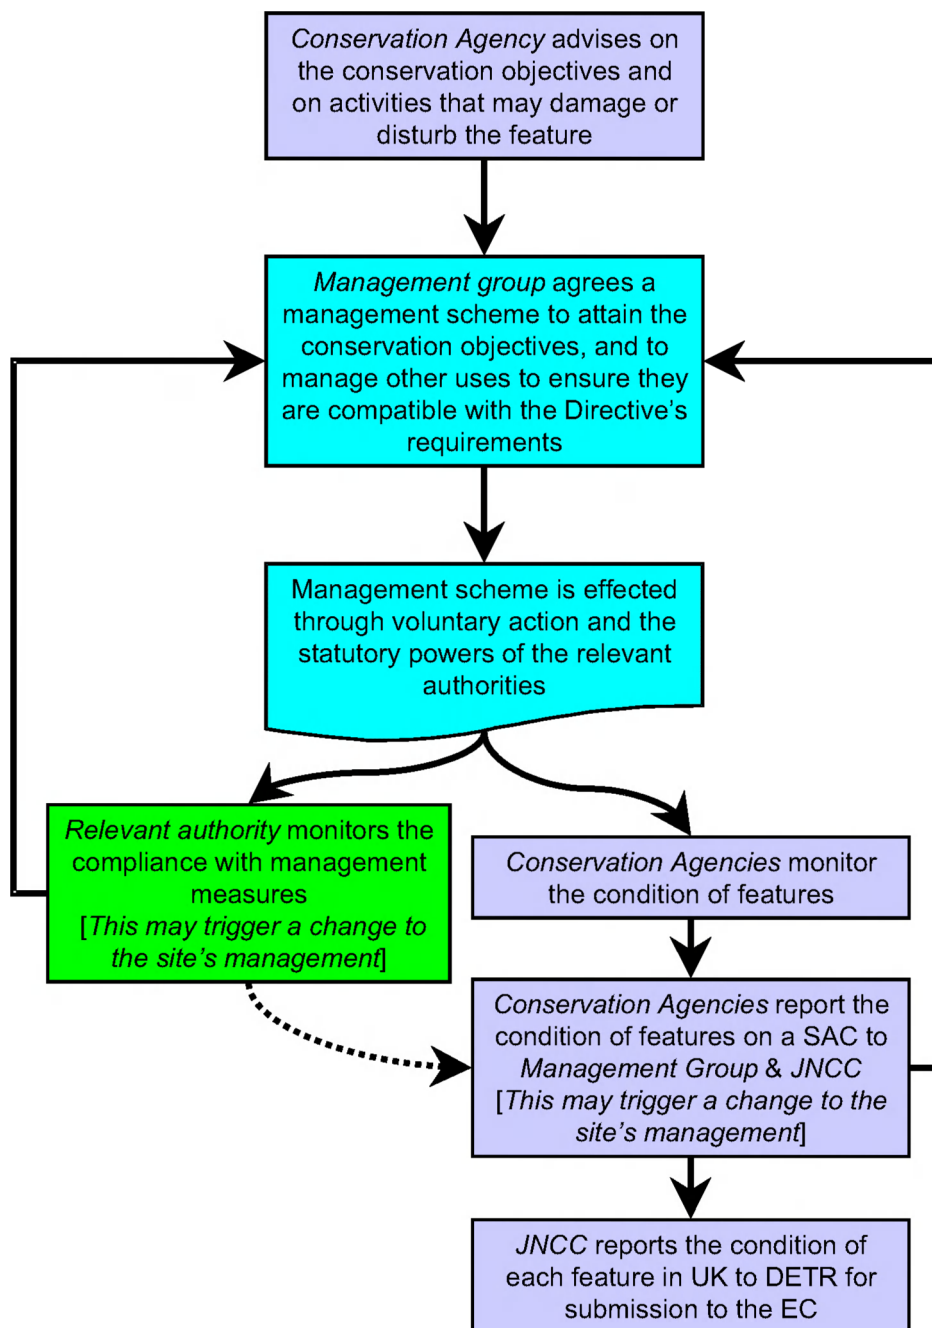 Conservation Agency advises on
the conservation objectives and
on activities that may damage or
disturb the feature
Management group agrees a
management scheme to attain the
conservation objectives, and to
manage other uses to ensure they
are compatible with the Directive's
requirements
Management scheme is effected
through voluntary action and the
statutory powers of the relevant
authorities
Relevant authority monitors the
compliance with management
measures
[This may trigger a change to
the site's management]
Conservation Agencies monitor
the condition of features
Conservation Agencies report the
condition of features on a SAC to
Management Group & JNCC
[This may trigger a change to the
site's management]
JNCC reports the condition of
each feature in UK to DETR for
submission to the EC